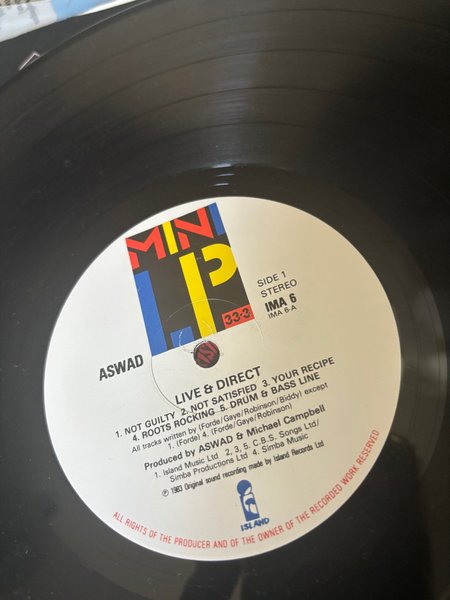 MINI
LP
33·3
SIDE 1
STEREO
IMA 6
IMA 6-A
ASWAD
LIVE & DIRECT
1. NOT GUILTY 2. NOT SATISFIED 3. YOUR RECIPE
4. ROOTS ROCKING 5. DRUM & BASS LINE
All tracks written by (Forde/Gaye/Robinson/Biddy) except
1. (Forde) 4. (Forde/Gaye/Robinson)
Produced by ASWAD & Michael Campbell
1. Island Music Ltd 2, 3, 5. C.B.S. Songs Ltd/
Simba Productions Ltd 4. Simba Music
℗ 1983 Original sound recording made by Island Records Ltd
ISLAND
ALL RIGHTS OF THE PRODUCER AND OF THE OWNER OF THE RECORDED WORK RESERVED